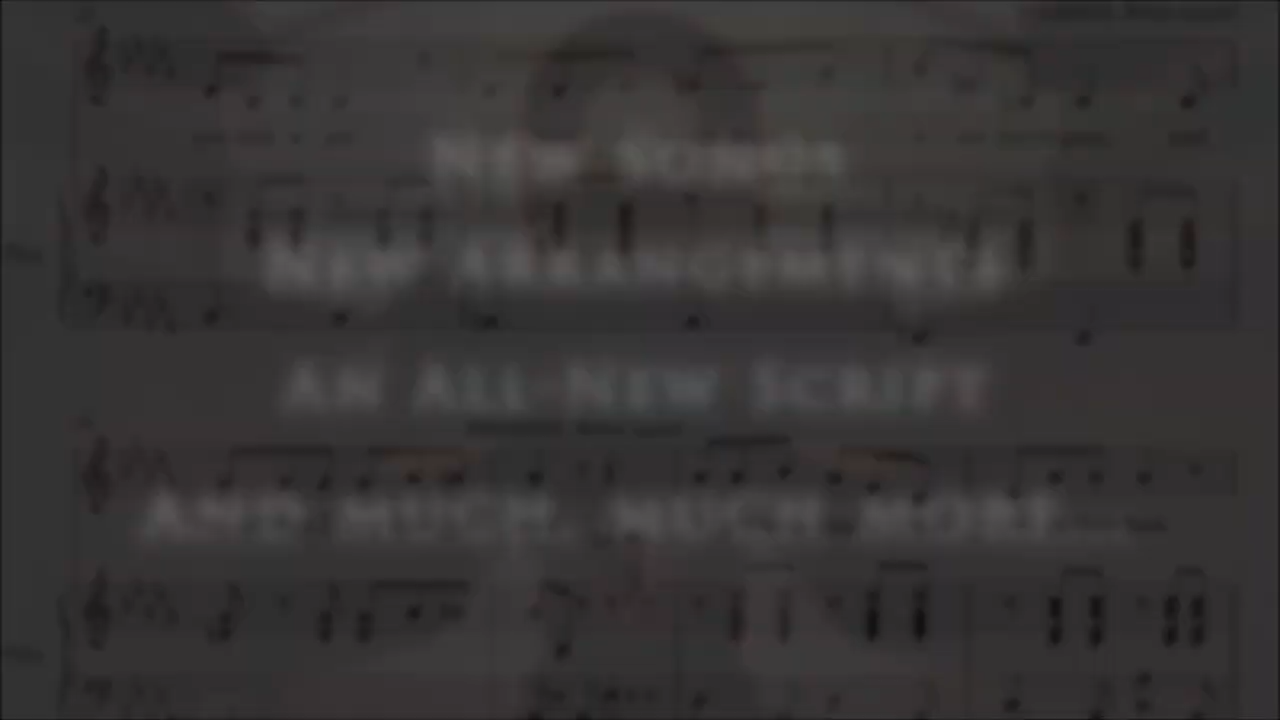 New Songs
New Arrangements
An All-New Script
and much, much more...